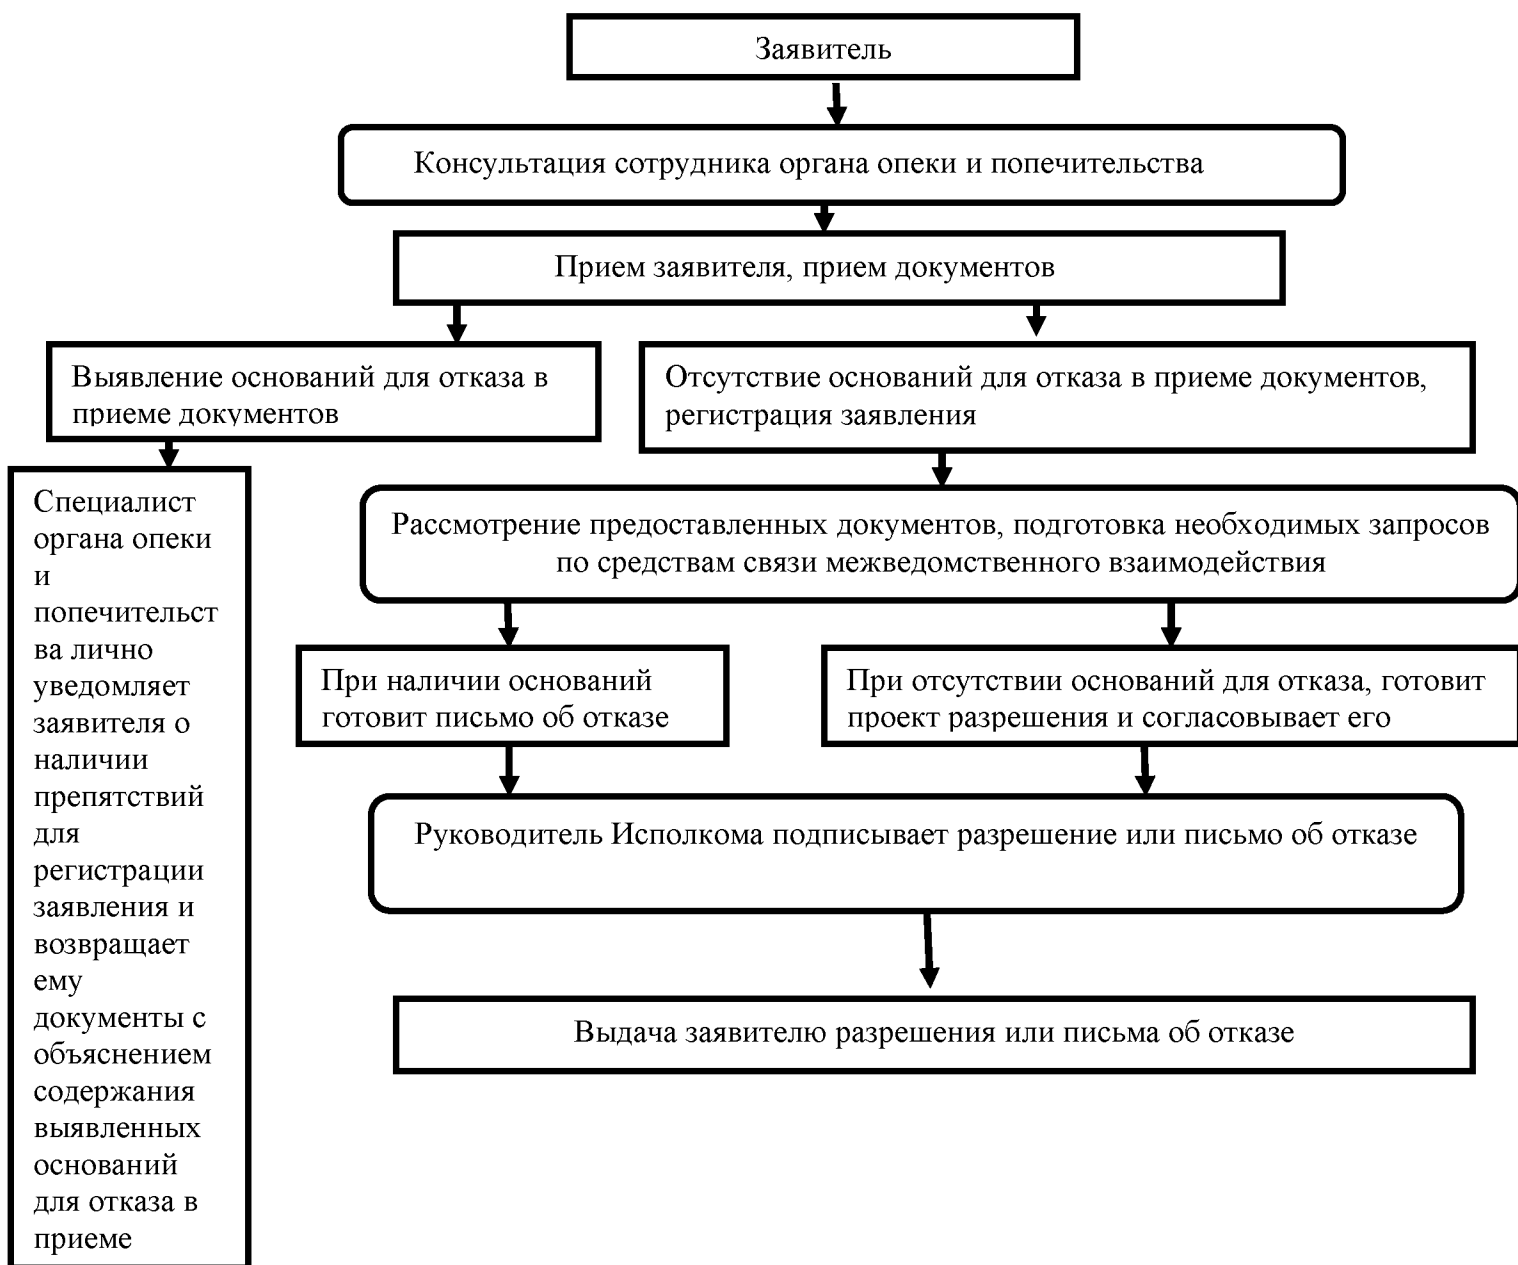 Заявитель
Консультация сотрудника органа опеки и попечительства
Прием заявителя, прием документов
Выявление оснований для отказа в
приеме документов
Отсутствие оснований для отказа в приеме документов,
регистрация заявления
Специалист
органа опеки
и
попечительст
ва лично
уведомляет
заявителя о
наличии
препятствий
для
регистрации
заявления и
возвращает
ему
документы с
объяснением
содержания
выявленных
оснований
для отказа в
приеме
Рассмотрение предоставленных документов, подготовка необходимых запросов
по средствам связи межведомственного взаимодействия
При наличии оснований
готовит письмо об отказе
При отсутствии оснований для отказа, готовит
проект разрешения и согласовывает его
Руководитель Исполкома подписывает разрешение или письмо об отказе
Выдача заявителю разрешения или письма об отказе